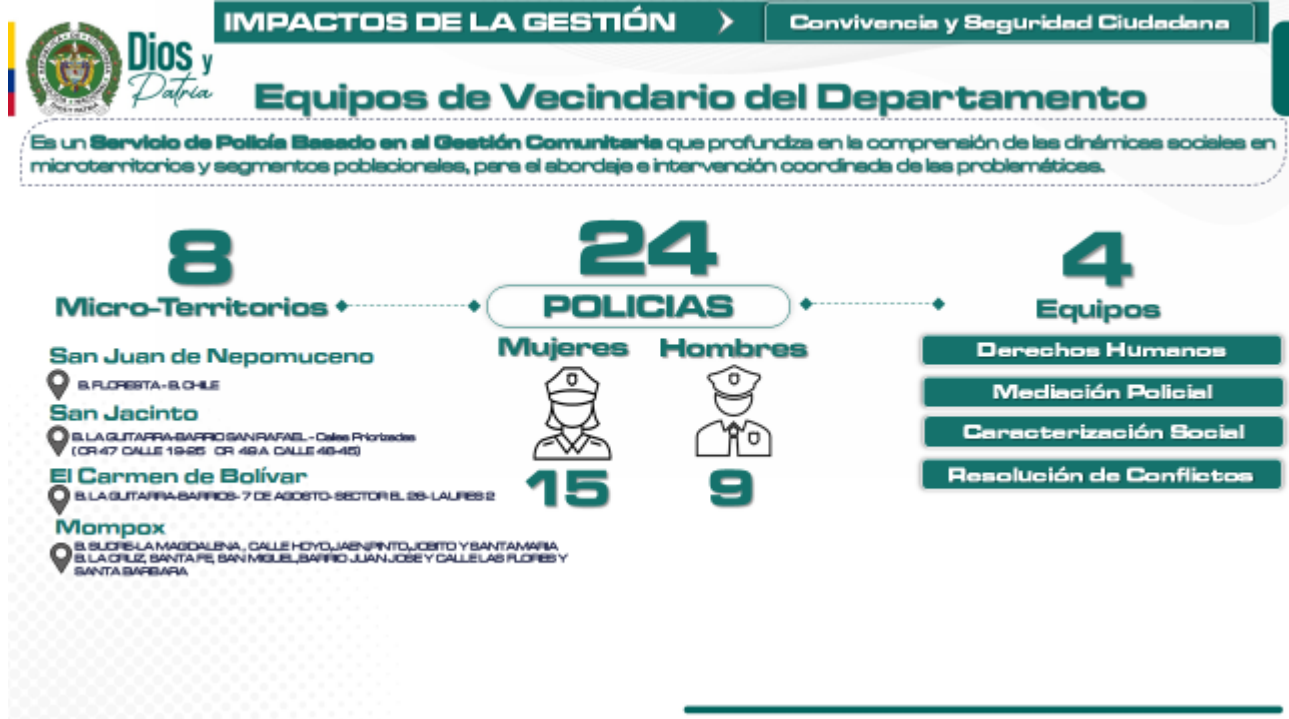 IMPACTOS DE LA GESTIÓN
Convivencia y Seguridad Ciudadana
Dios y
Patria
Equipos de Vecindario del Departamento
Es un Servicio de Policía Basado en al Gestión Comunitaria que profundiza en la comprensión de las dinámicas sociales en
microterritorios y segmentos poblacionales, para el abordaje e intervención coordinada de las problemáticas.
8
Micro-Territorios
24
POLICIAS
4
Equipos
San Juan de Nepomuceno
B. FLORESTA - B. CHILE
San Jacinto
B. LA GUITARRA-BARRIO SAN RAFAEL - Calles Priorizadas
(CR 47 CALLE 19-25 CR 49 A CALLE 46-45)
El Carmen de Bolívar
B. LA GUITARRA-BARRIOS- 7 DE AGOSTO- SECTOR EL 28- LAURES 2
Mompox
B. SUCRE-LA MAGDALENA , CALLE HOYO,JAEN,PINTO,JOBITO Y SANTAMARIA
B. LA CRUZ, SANTA FE, SAN MIGUEL,BARRIO JUAN JOSE Y CALLE LAS FLORES Y
SANTA BARBARA
Mujeres
15
Hombres
9
Derechos Humanos
Mediación Policial
Caracterización Social
Resolución de Conflictos